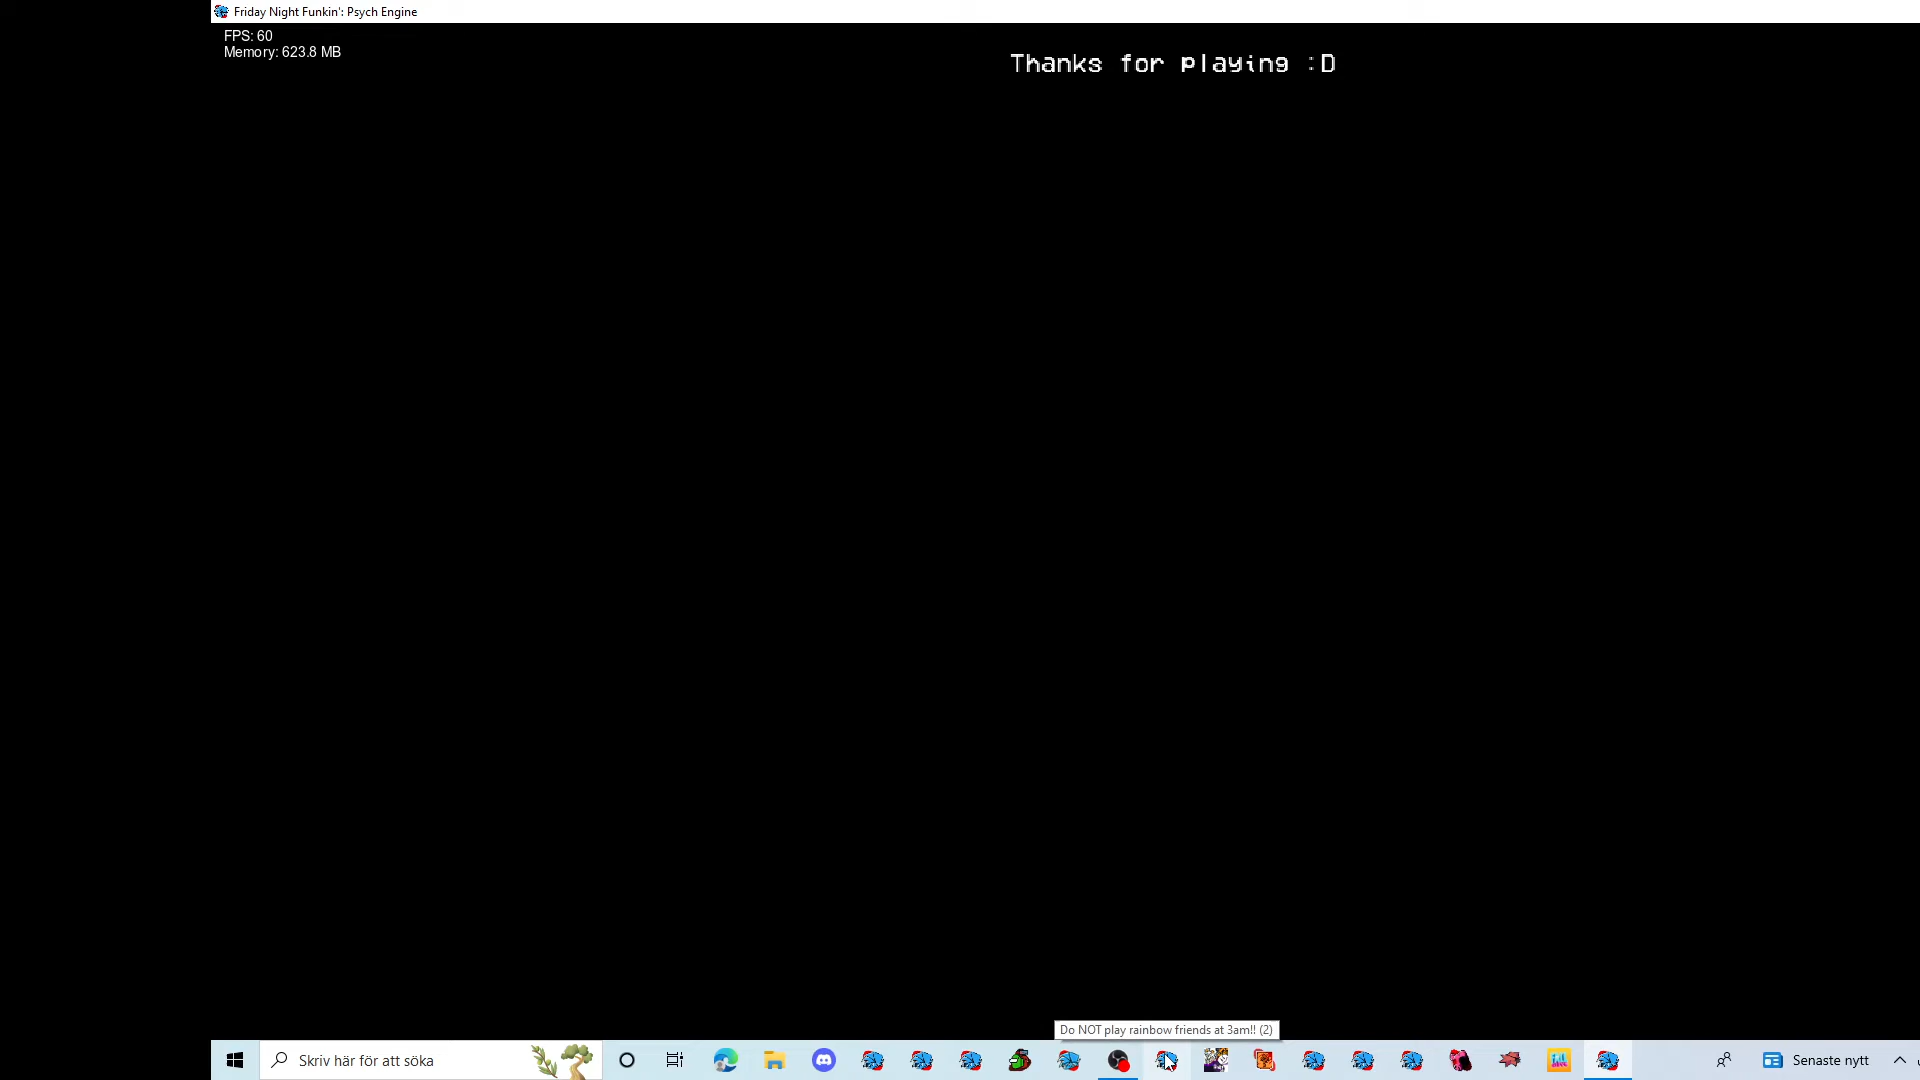 Friday Night Funkin': Psych Engine
FPS: 60
Memory: 623.8 MB
Thanks for playing :D
Do NOT play rainbow friends at 3am!! (2)
Skriv här för att söka
Senaste nytt